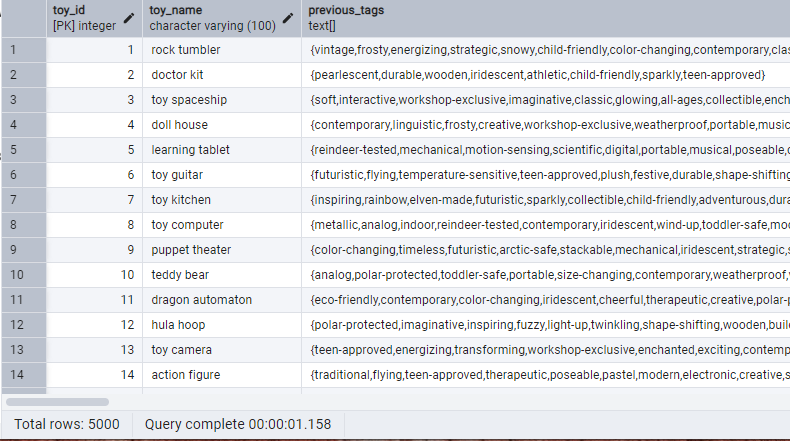 toy_id toy_name previous_tags
[PK] integer character varying (100) text[]
1 1 rock tumbler {vintage,frosty,energizing,strategic,snowy,child-friendly,color-changing,contemporary,clas
2 2 doctor kit {pearlescent,durable,wooden,iridescent,athletic,child-friendly,sparkly,teen-approved}
3 3 toy spaceship {soft,interactive,workshop-exclusive,imaginative,classic,glowing,all-ages,collectible,ench
4 4 doll house {contemporary,linguistic,frosty,creative,workshop-exclusive,weatherproof,portable,music
5 5 learning tablet {reindeer-tested,mechanical,motion-sensing,scientific,digital,portable,musical,poseable,c
6 6 toy guitar {futuristic,flying,temperature-sensitive,teen-approved,plush,festive,durable,shape-shifting
7 7 toy kitchen {inspiring,rainbow,elven-made,futuristic,sparkly,collectible,child-friendly,adventurous,dura
8 8 toy computer {metallic,analog,indoor,reindeer-tested,contemporary,iridescent,wind-up,toddler-safe,mod
9 9 puppet theater {color-changing,timeless,futuristic,arctic-safe,stackable,mechanical,iridescent,strategic,s
10 10 teddy bear {analog,polar-protected,toddler-safe,portable,size-changing,contemporary,weatherproof,
11 11 dragon automaton {eco-friendly,contemporary,color-changing,iridescent,cheerful,therapeutic,creative,polar-p
12 12 hula hoop {polar-protected,imaginative,inspiring,fuzzy,light-up,twinkling,shape-shifting,wooden,buil
13 13 toy camera {teen-approved,energizing,transforming,workshop-exclusive,enchanted,exciting,contemp
14 14 action figure {traditional,flying,teen-approved,therapeutic,poseable,pastel,modern,electronic,creative,s
Total rows: 5000 Query complete 00:00:01.158